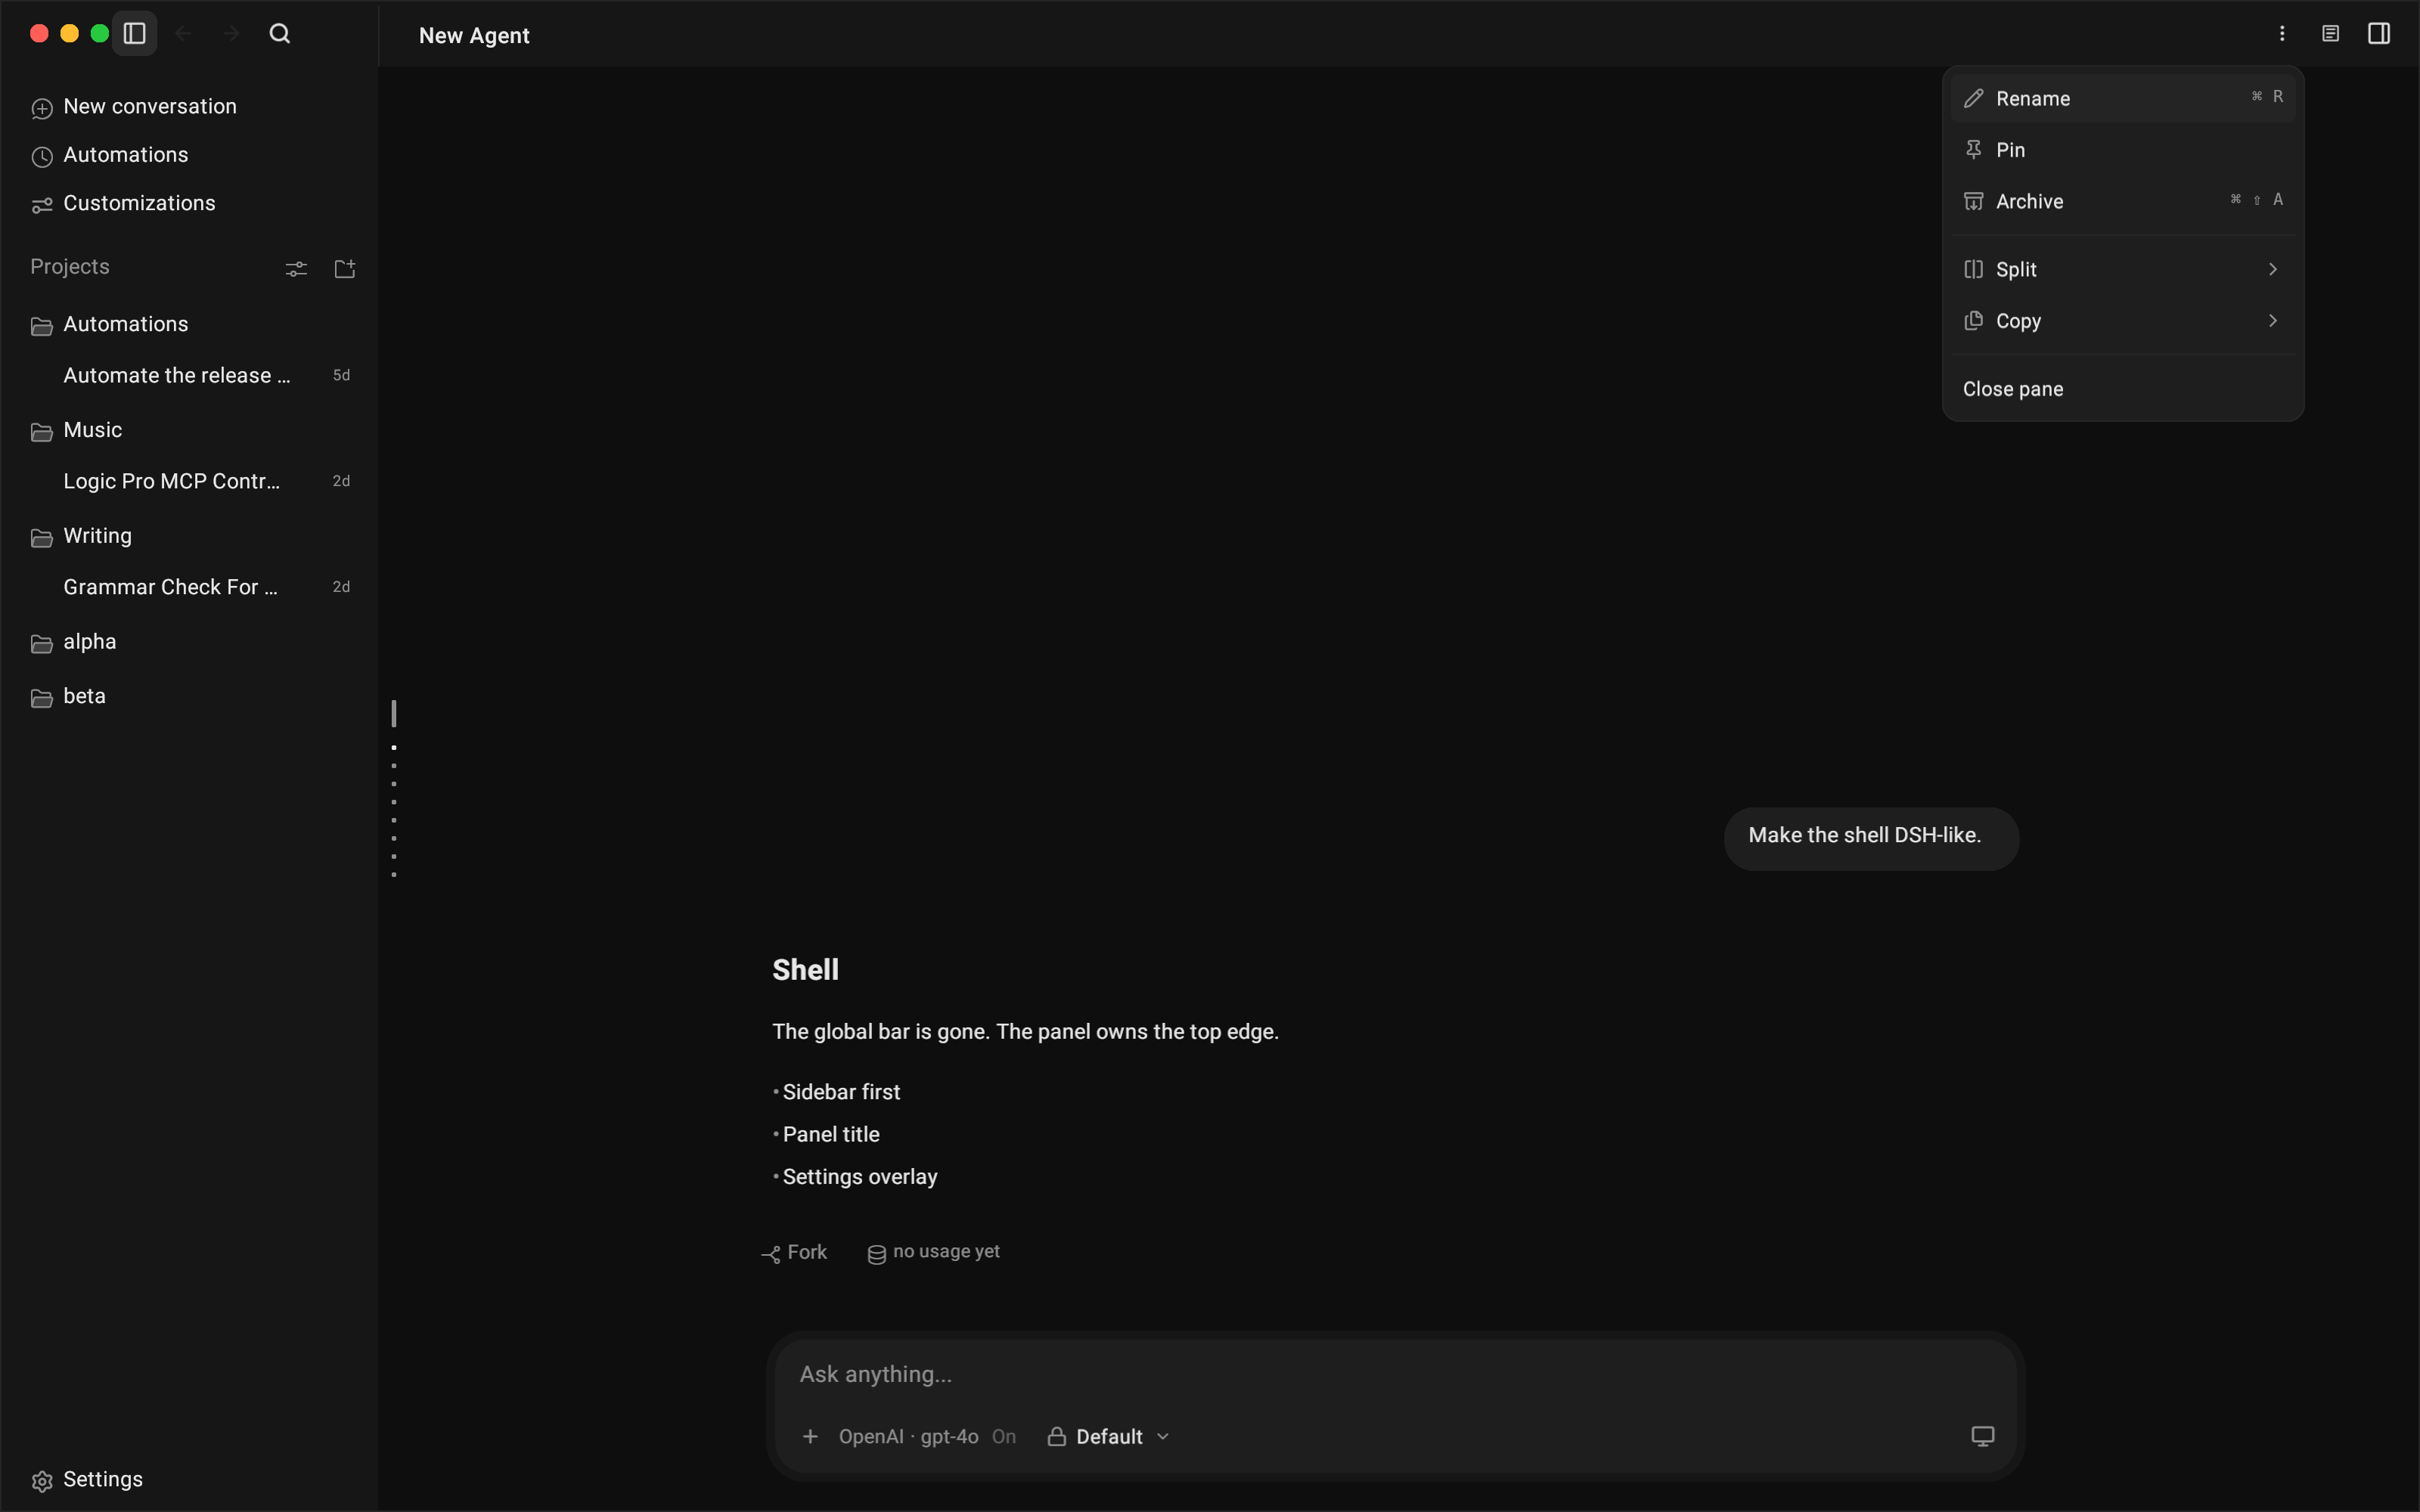 New Agent
New conversation
Automations
Customizations
Projects
Automations
Automate the release ... 5d
Music
Logic Pro MCP Contr... 2d
Writing
Grammar Check For ... 2d
alpha
beta
Settings
Rename ⌘ R
Pin
Archive ⌘ ⇧ A
Split
Copy
Close pane
Make the shell DSH-like.
Shell
The global bar is gone. The panel owns the top edge.
• Sidebar first
• Panel title
• Settings overlay
Fork no usage yet
Ask anything...
OpenAI · gpt-4o On Default